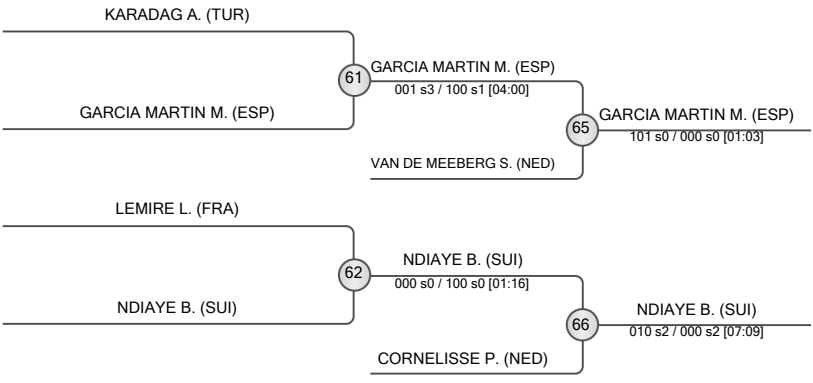 KARADAG A. (TUR)
61
GARCIA MARTIN M. (ESP)
001 s3 / 100 s1 [04:00]
GARCIA MARTIN M. (ESP)
65
GARCIA MARTIN M. (ESP)
101 s0 / 000 s0 [01:03]
VAN DE MEEBERG S. (NED)
LEMIRE L. (FRA)
62
NDIAYE B. (SUI)
000 s0 / 100 s0 [01:16]
NDIAYE B. (SUI)
66
NDIAYE B. (SUI)
010 s2 / 000 s2 [07:09]
CORNELISSE P. (NED)